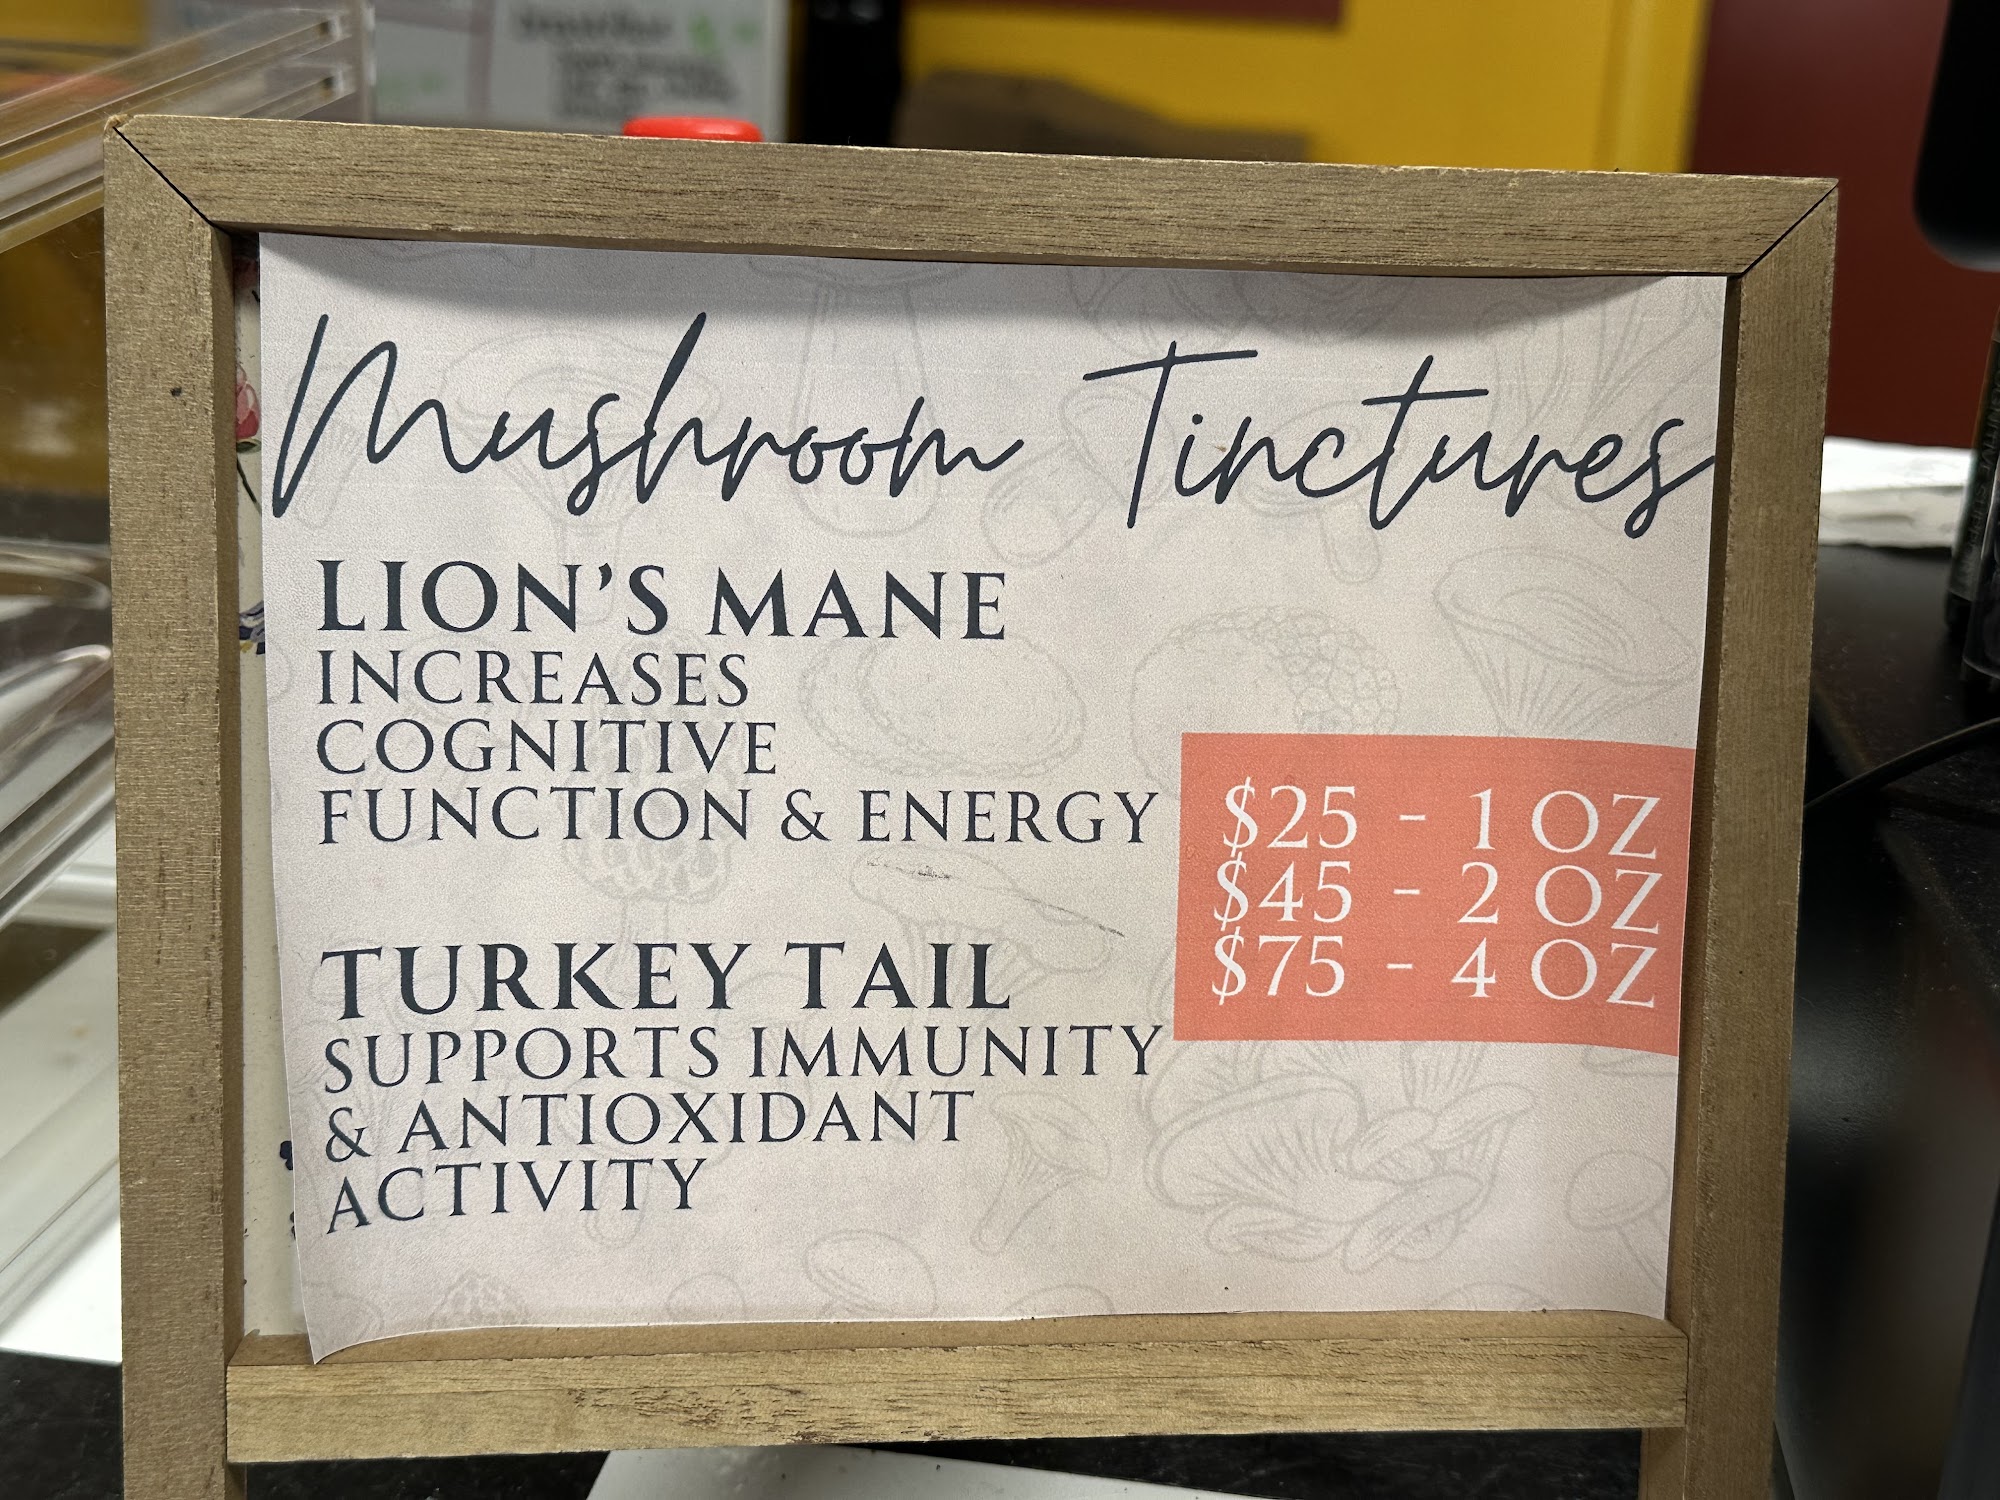 Mushroom Tinctures
LION'S MANE
INCREASES
COGNITIVE
FUNCTION & ENERGY
$25 - 1 OZ
$45 - 2 OZ
$75 - 4 OZ
TURKEY TAIL
SUPPORTS IMMUNITY
& ANTIOXIDANT
ACTIVITY